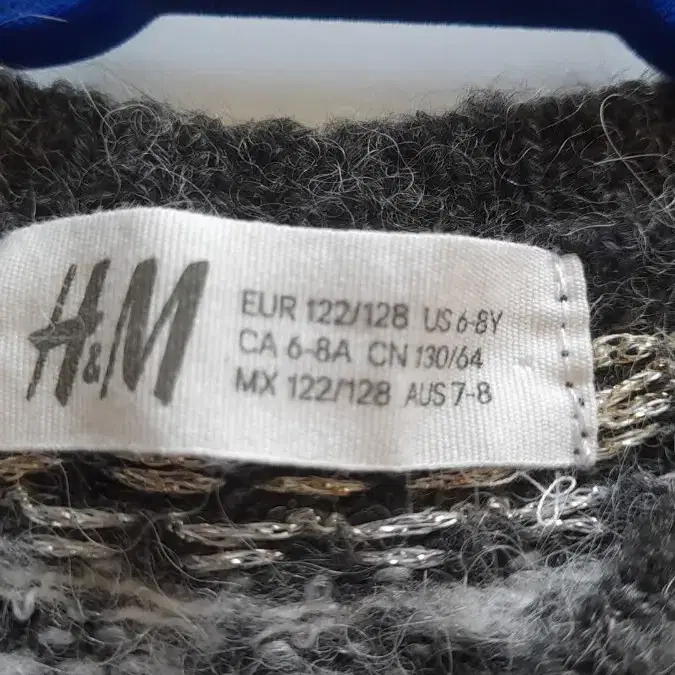 H&M
EUR 122/128 US 6-8Y
CA 6-8A CN 130/64
MX 122/128 AUS 7-8